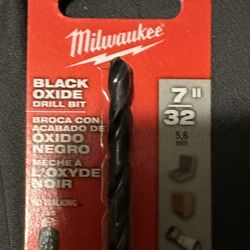 Milwaukee
BLACK
OXIDE
DRILL BIT
BROCA CON
ACABADO DE
ÓXIDO
NEGRO
MÈCHE À
L'OXYDE
NOIR
WALKING
7"
32
5,6
mm